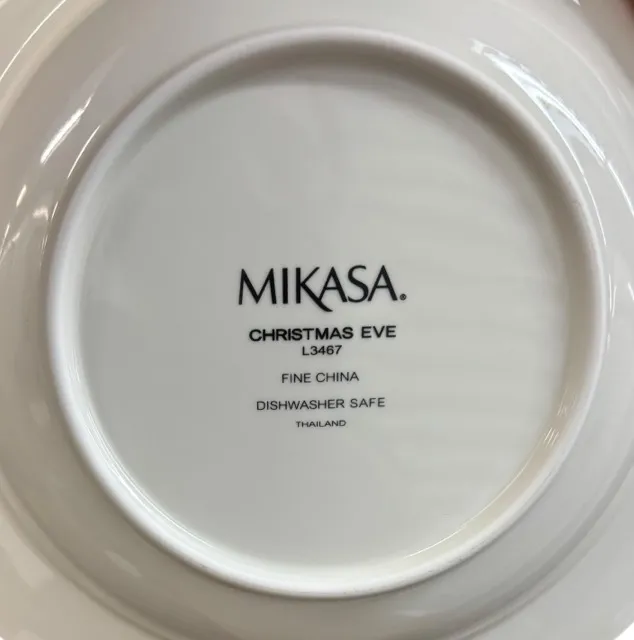 MIKASA®
CHRISTMAS EVE
L3467
FINE CHINA
DISHWASHER SAFE
THAILAND